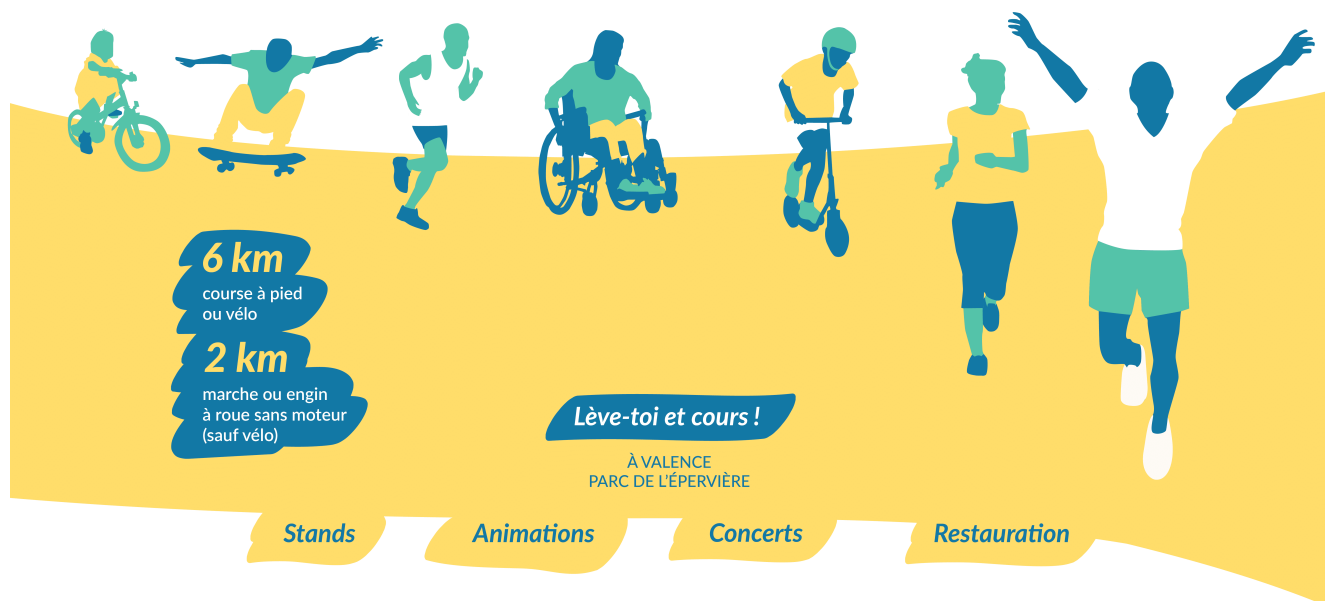 6 km
course à pied
ou vélo
2 km
marche ou engin
à roue sans moteur
(sauf vélo)
Lève-toi et cours !
À VALENCE
PARC DE L'ÉPERVIÈRE
Stands
Animations
Concerts
Restauration